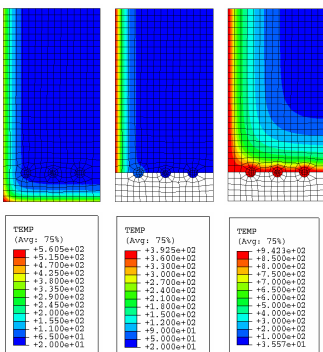 TEMP
(Avg: 75%)
+5.605e+02
+5.150e+02
+4.700e+02
+4.250e+02
+3.800e+02
+3.350e+02
+2.900e+02
+2.450e+02
+2.000e+02
+1.550e+02
+1.100e+02
+6.500e+01
+2.000e+01
TEMP
(Avg: 75%)
+3.925e+02
+3.600e+02
+3.300e+02
+3.000e+02
+2.700e+02
+2.400e+02
+2.100e+02
+1.800e+02
+1.500e+02
+1.200e+02
+9.000e+01
+5.000e+01
+2.000e+01
TEMP
(Avg: 75%)
+9.423e+02
+8.500e+02
+8.000e+02
+7.500e+02
+7.000e+02
+6.500e+02
+6.000e+02
+5.000e+02
+4.000e+02
+3.000e+02
+2.000e+02
+1.000e+02
+3.557e+01